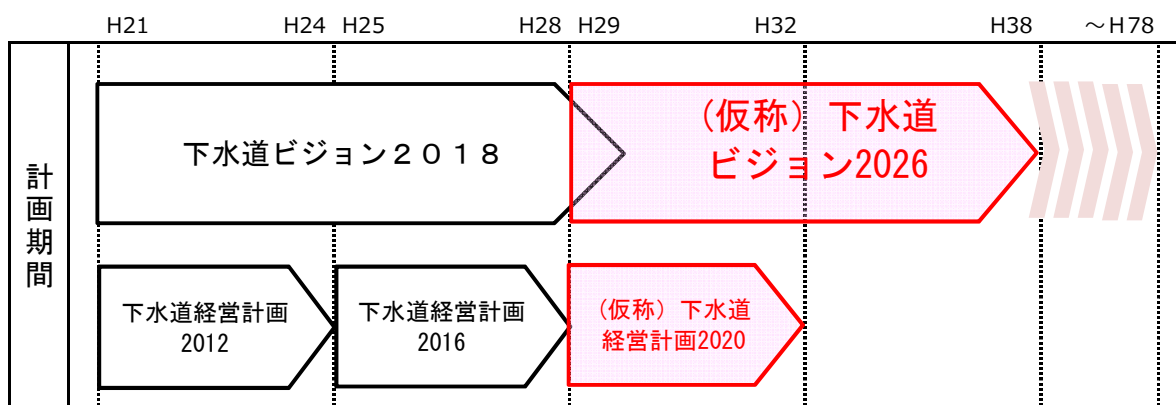 H21 H24 H25 H28 H29 H32 H38 ～H78
計画期間
下水道ビジョン２０１８
（仮称）下水道
ビジョン2026
下水道経営計画
2012
下水道経営計画
2016
（仮称）下水道
経営計画2020